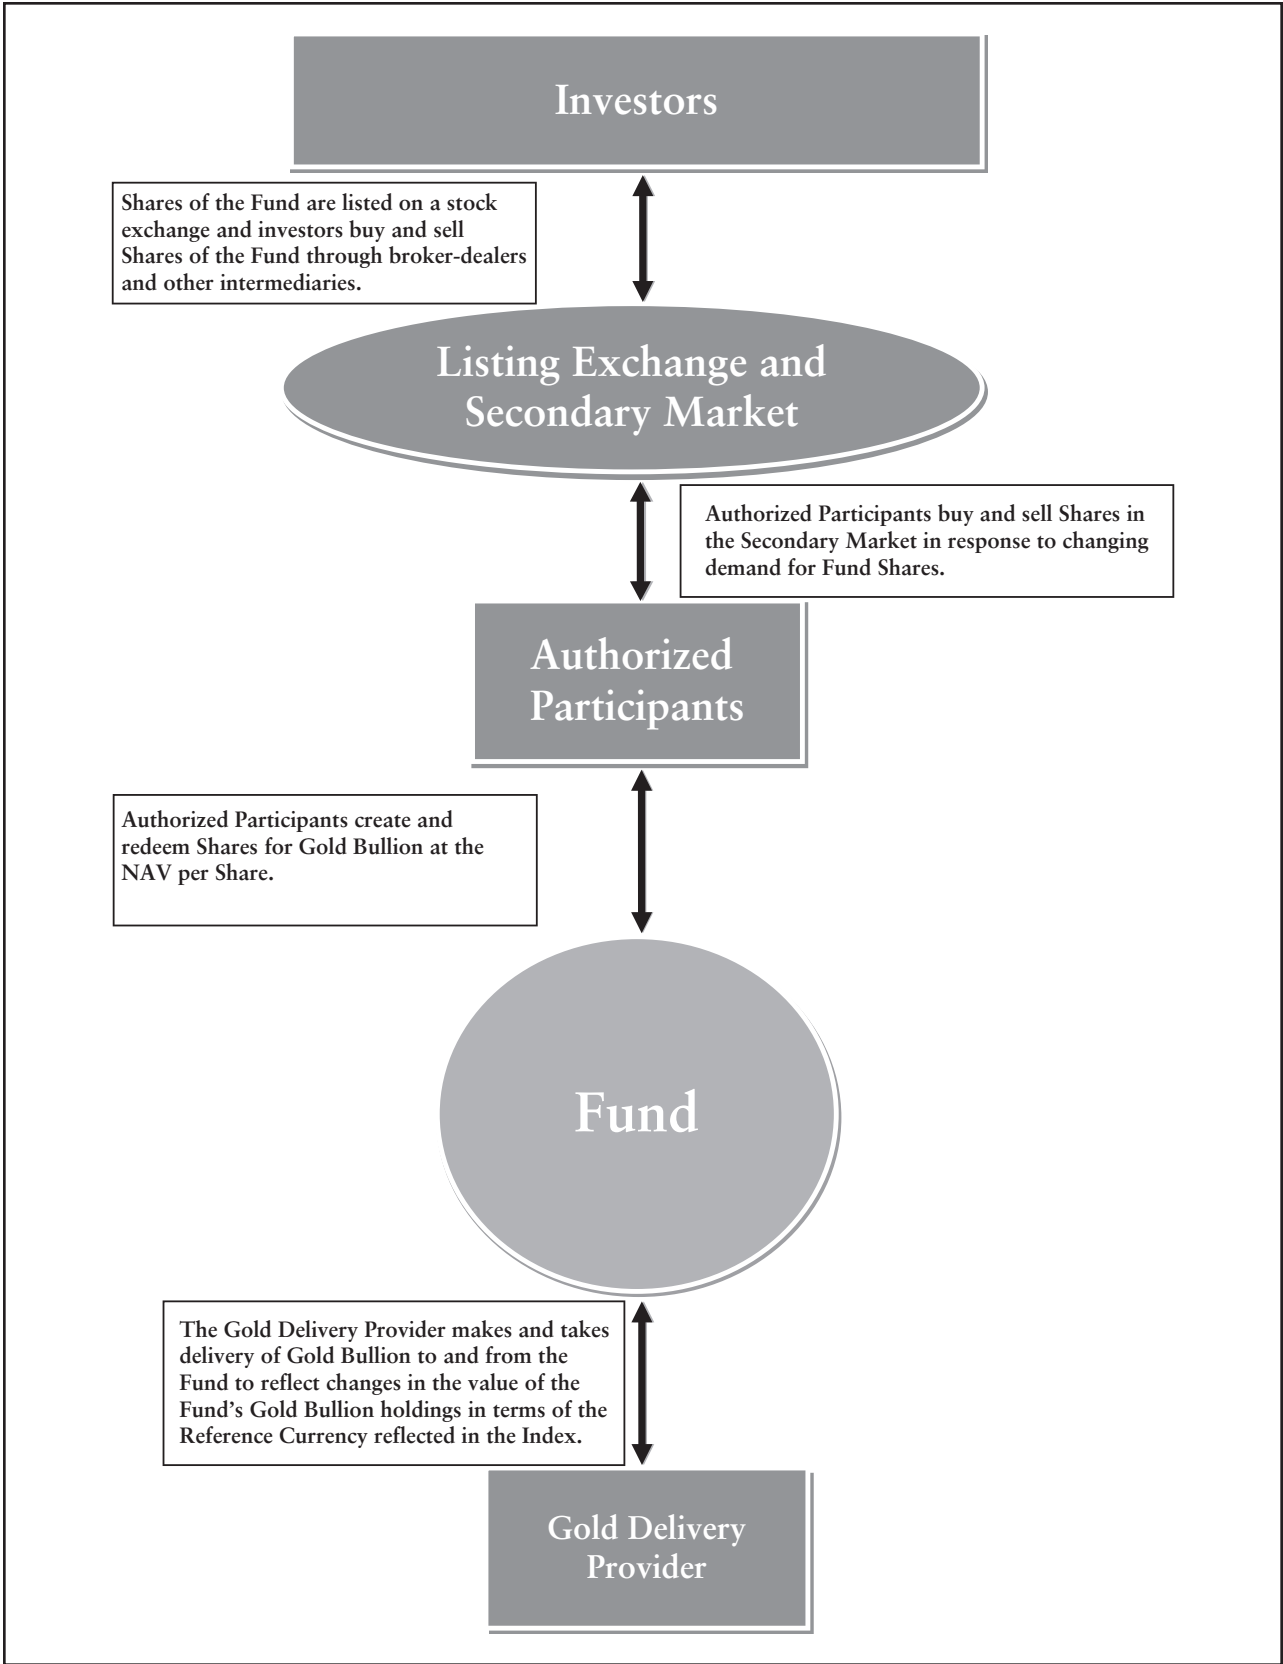 Investors
Shares of the Fund are listed on a stock
exchange and investors buy and sell
Shares of the Fund through broker-dealers
and other intermediaries.
Listing Exchange and
Secondary Market
Authorized Participants buy and sell Shares in
the Secondary Market in response to changing
demand for Fund Shares.
Authorized
Participants
Authorized Participants create and
redeem Shares for Gold Bullion at the
NAV per Share.
Fund
The Gold Delivery Provider makes and takes
delivery of Gold Bullion to and from the
Fund to reflect changes in the value of the
Fund’s Gold Bullion holdings in terms of the
Reference Currency reflected in the Index.
Gold Delivery
Provider